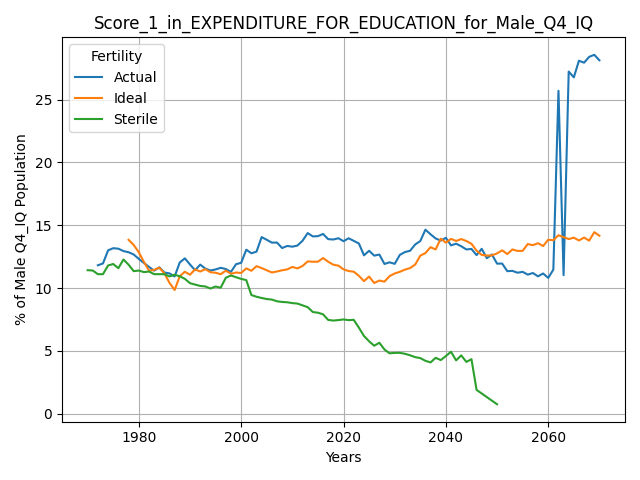 Score_1_in_EXPENDITURE_FOR_EDUCATION_for_Male_Q4_IQ
Fertility
Actual
Ideal
Sterile
% of Male Q4_IQ Population
25
20
15
10
5
0
1980
2000
2020
2040
2060
Years